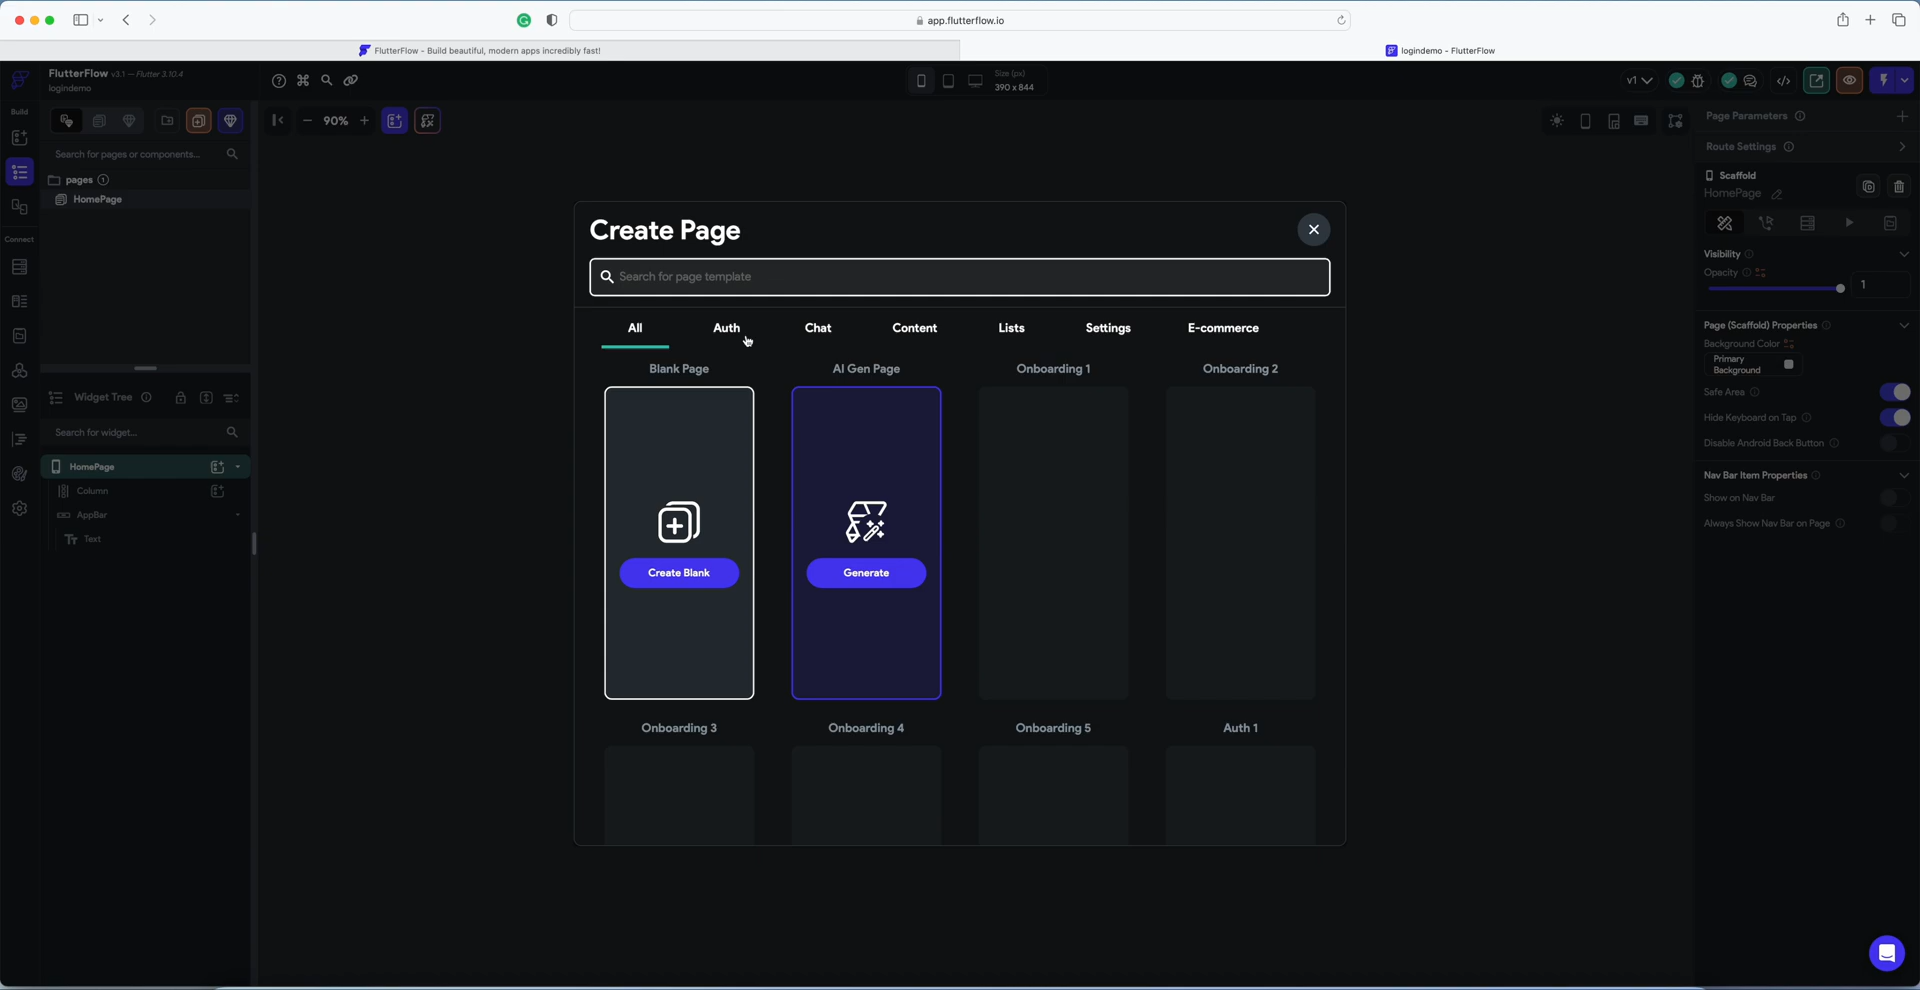 app.flutterflow.io
FlutterFlow - Build beautiful, modern apps incredibly fast!
logindemo - FlutterFlow
FlutterFlow v3.1 — Flutter 3.10.4
logindemo
Size (px)
390 x 844
v1
Build
90%
Page Parameters
Search for pages or components...
Route Settings
pages 1
HomePage
Scaffold
HomePage
Connect
Create Page
Search for page template
Visibility
Opacity
1
All Auth Chat Content Lists Settings E-commerce
Page (Scaffold) Properties
Background Color
Primary
Background
Blank Page AI Gen Page Onboarding 1 Onboarding 2
Safe Area
Widget Tree
Hide Keyboard on Tap
Search for widget...
Disable Android Back Button
HomePage
Nav Bar Item Properties
Column
Show on Nav Bar
AppBar
Always Show Nav Bar on Page
Tт Text
Create Blank
Generate
Onboarding 3 Onboarding 4 Onboarding 5 Auth 1